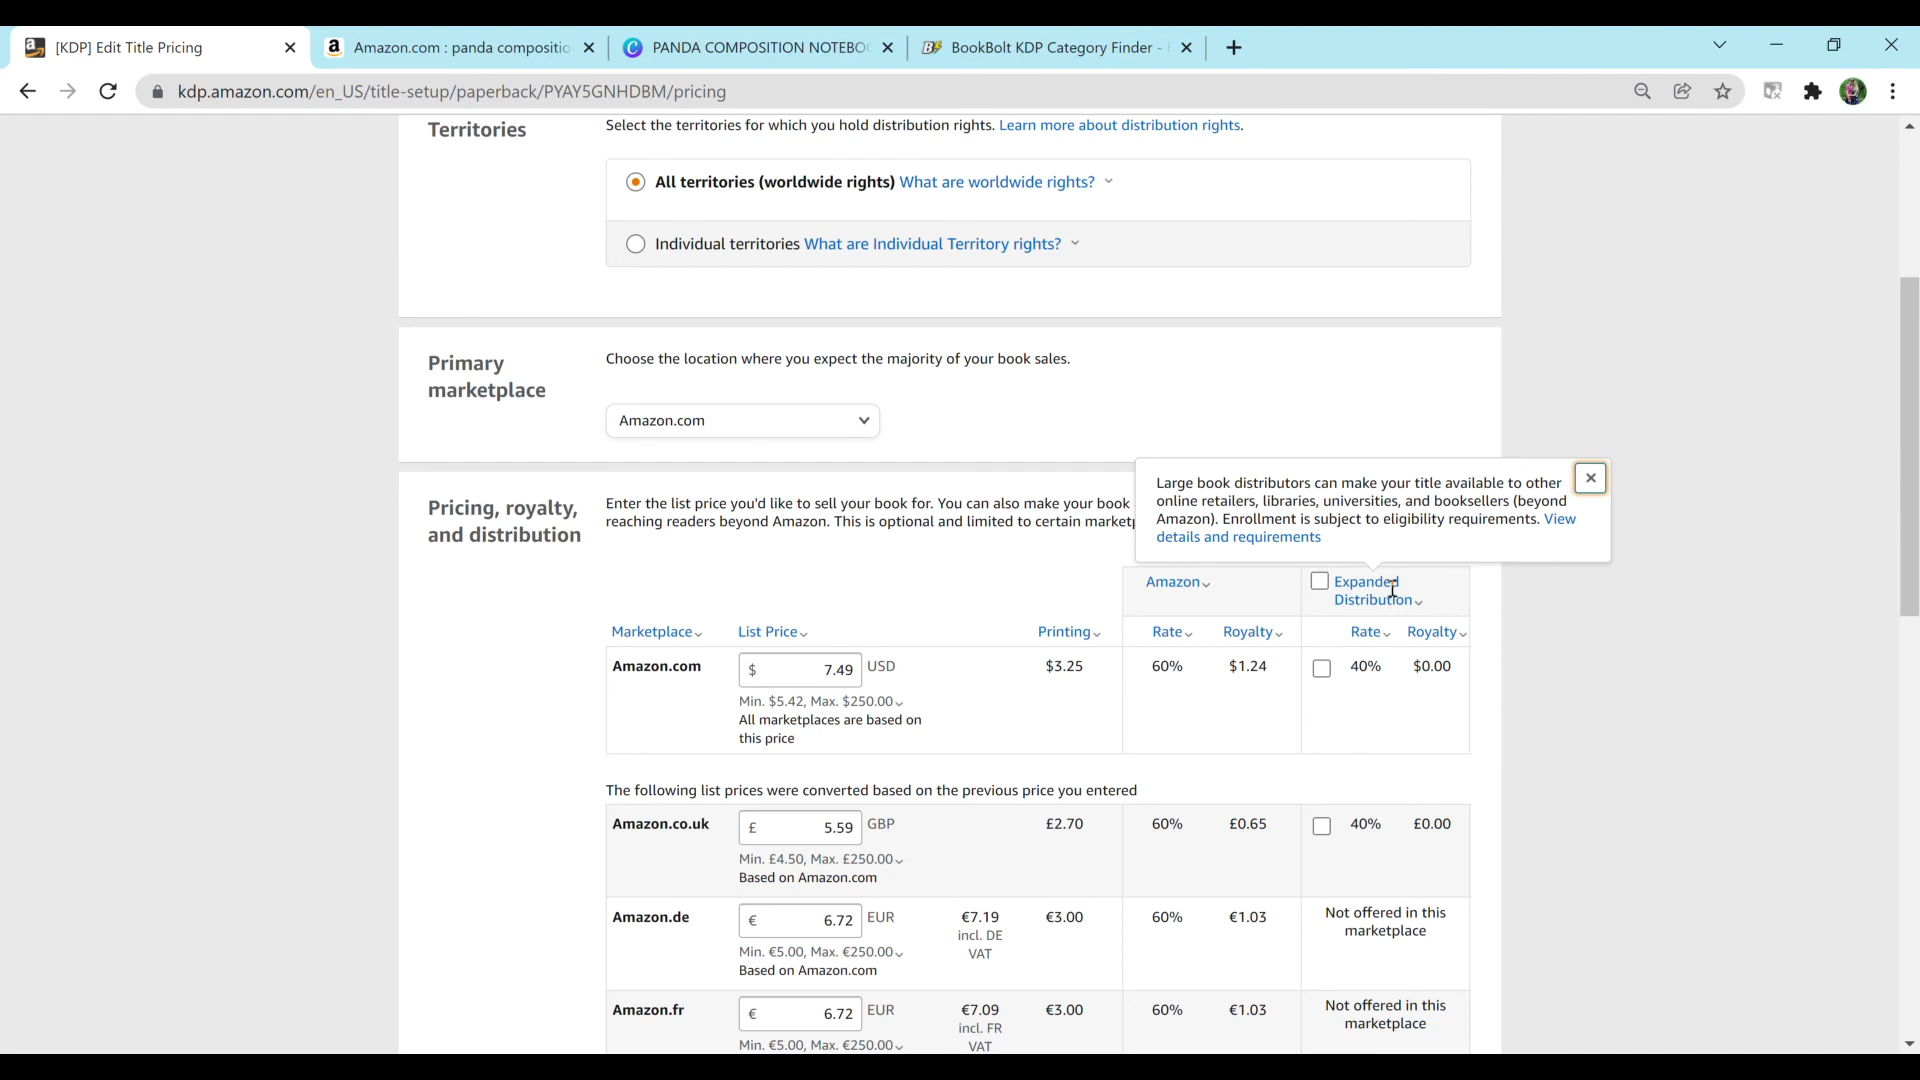 [KDP] Edit Title Pricing
Amazon.com : panda compositio
PANDA COMPOSITION NOTEBO
BookBolt KDP Category Finder -
kdp.amazon.com/en_US/title-setup/paperback/PYAY5GNHDBM/pricing
Territories
Select the territories for which you hold distribution rights. Learn more about distribution rights.
All territories (worldwide rights) What are worldwide rights?
Individual territories What are Individual Territory rights?
Primary
marketplace
Choose the location where you expect the majority of your book sales.
Amazon.com
Pricing, royalty,
and distribution
Enter the list price you'd like to sell your book for. You can also make your book
reaching readers beyond Amazon. This is optional and limited to certain
Large book distributors can make your title available to other
online retailers, libraries, universities, and booksellers (beyond
Amazon). Enrollment is subject to eligibility requirements. View
details and requirements
Amazon
Expanded
Distribution
Marketplace List Price Printing Rate Royalty Rate Royalty
Amazon.com $ 7.49 USD $3.25 60% $1.24 40% $0.00
Min. $5.42, Max. $250.00
All marketplaces are based on
this price
The following list prices were converted based on the previous price you entered
Amazon.co.uk £ 5.59 GBP £2.70 60% £0.65 40% £0.00
Min. £4.50, Max. £250.00
Based on Amazon.com
Amazon.de € 6.72 EUR €7.19 €3.00 60% €1.03 Not offered in this
incl. DE marketplace
VAT
Min. €5.00, Max. €250.00
Based on Amazon.com
Amazon.fr € 6.72 EUR €7.09 €3.00 60% €1.03 Not offered in this
incl. FR marketplace
VAT
Min. €5.00, Max. €250.00